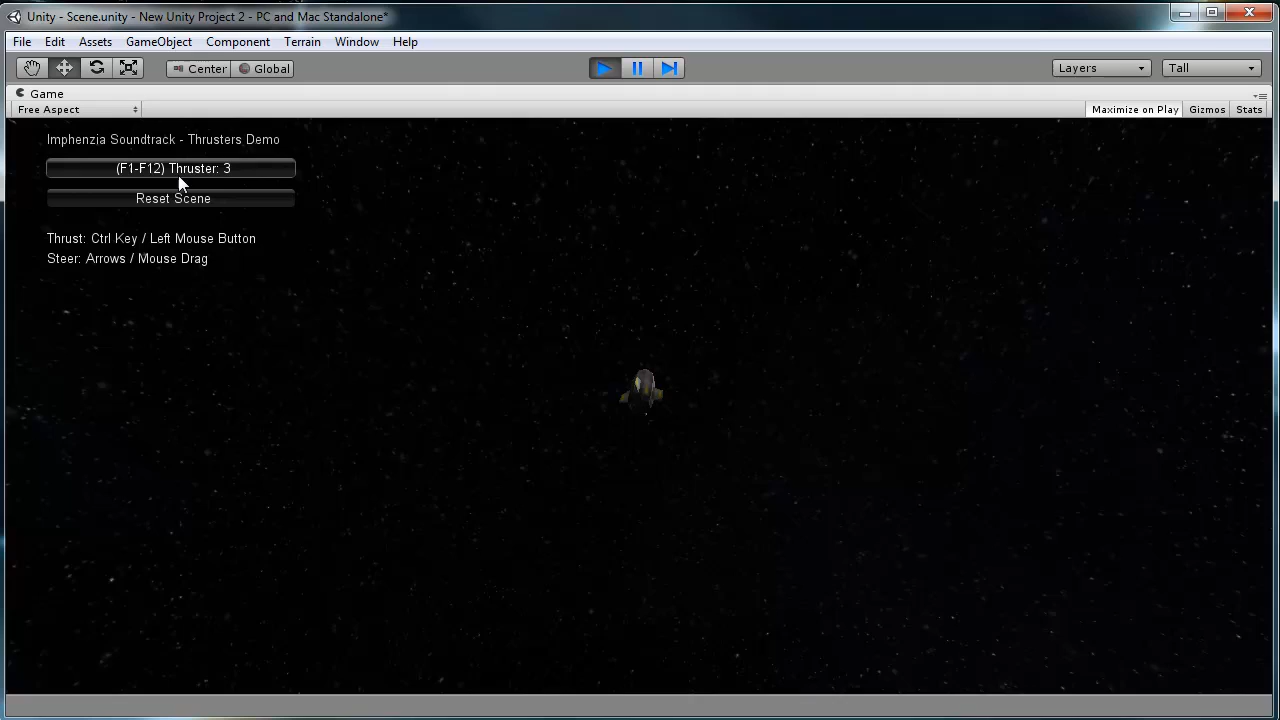 Unity - Scene.unity - New Unity Project 2 - PC and Mac Standalone*
File Edit Assets GameObject Component Terrain Window Help
Center Global Layers Tall
Game
Free Aspect Maximize on Play Gizmos Stats
Imphenzia Soundtrack - Thrusters Demo
(F1-F12) Thruster: 3
Reset Scene
Thrust: Ctrl Key / Left Mouse Button
Steer: Arrows / Mouse Drag